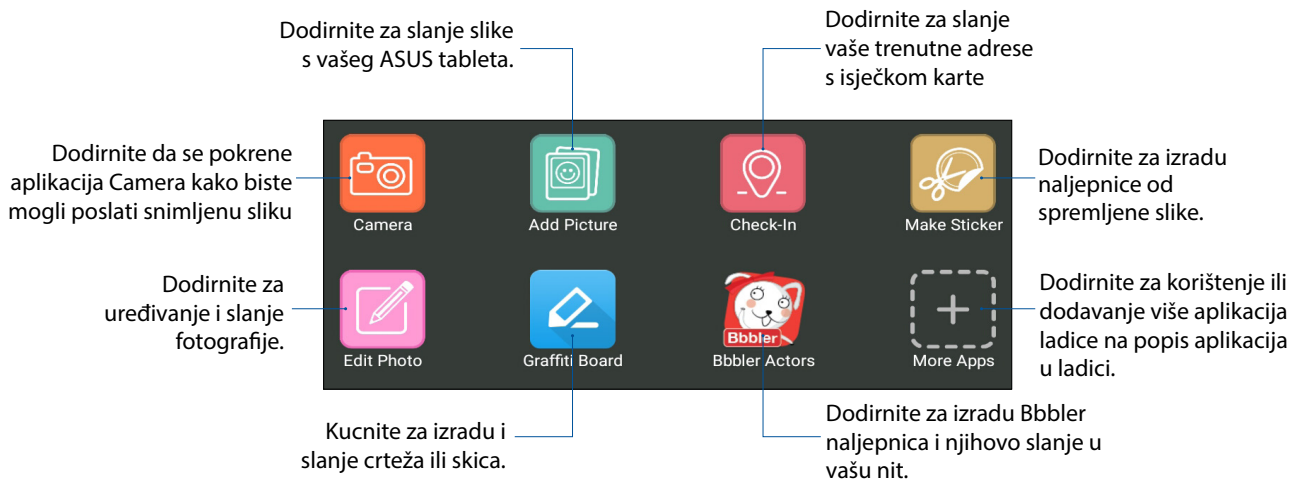 Dodirnite za slanje slike
s vašeg ASUS tableta.
Dodirnite za slanje
vaše trenutne adrese
s isječkom karte
Dodirnite da se pokrene
aplikacija Camera kako biste
mogli poslati snimljenu sliku
Camera
Add Picture
Check-In
Make Sticker
Dodirnite za izradu
naljepnice od
spremljene slike.
Dodirnite za
uređivanje i slanje
fotografije.
Bbbler
Edit Photo
Graffiti Board
Bbbler Actors
More Apps
Dodirnite za korištenje ili
dodavanje više aplikacija
ladice na popis aplikacija
u ladici.
Kucnite za izradu i
slanje crteža ili skica.
Dodirnite za izradu Bbbler
naljepnica i njihovo slanje u
vašu nit.